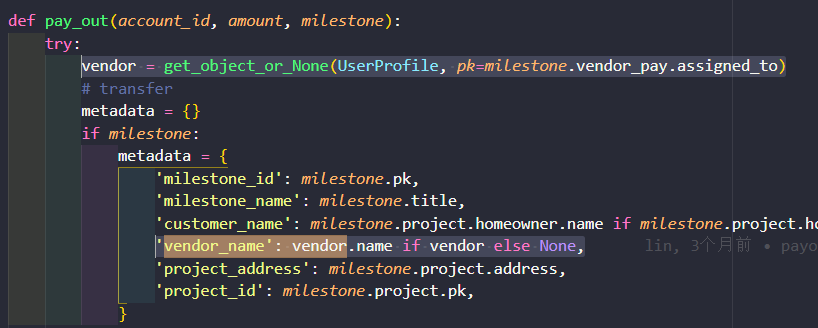 def pay_out(account_id, amount, milestone):
    try:
        vendor = get_object_or_None(UserProfile, pk=milestone.vendor_pay.assigned_to)
        # transfer
        metadata = {}
        if milestone:
            metadata = {
                'milestone_id': milestone.pk,
                'milestone_name': milestone.title,
                'customer_name': milestone.project.homeowner.name if milestone.project.h
                'vendor_name': vendor.name if vendor else None, lin, 3个月前 • payo
                'project_address': milestone.project.address,
                'project_id': milestone.project.pk,
            }